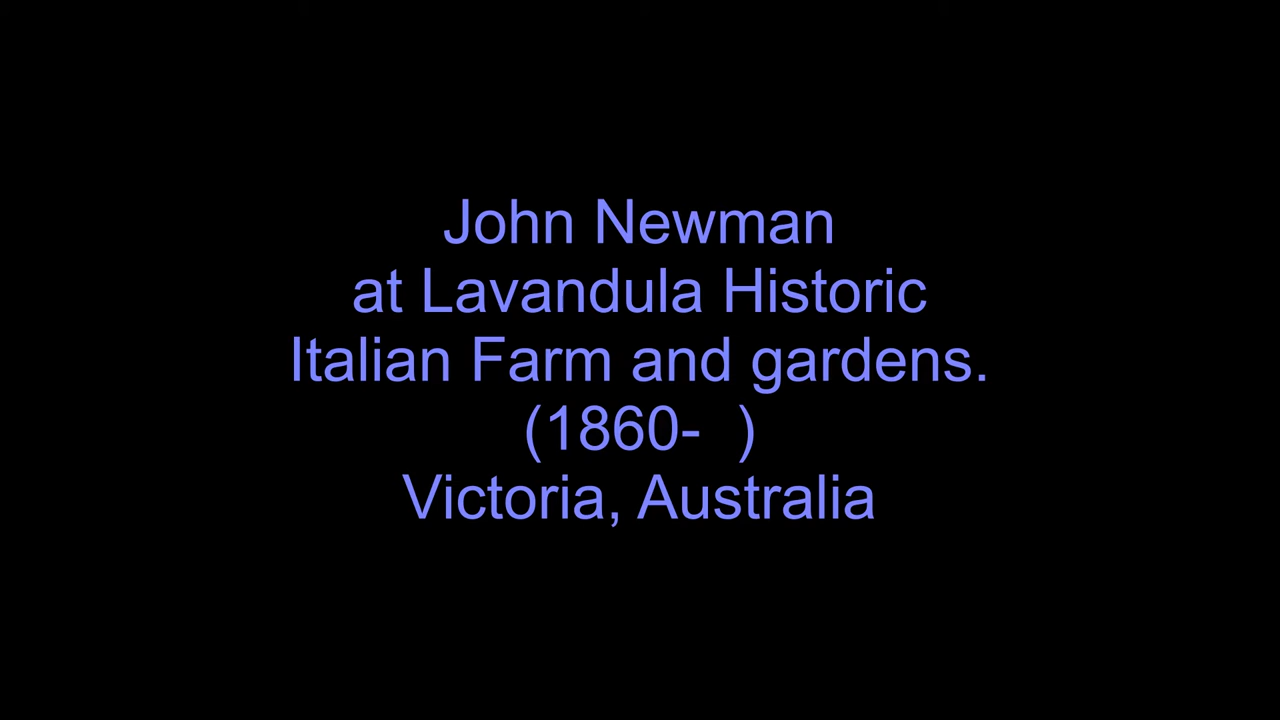 John Newman
at Lavandula Historic
Italian Farm and gardens.
(1860-  )
Victoria, Australia